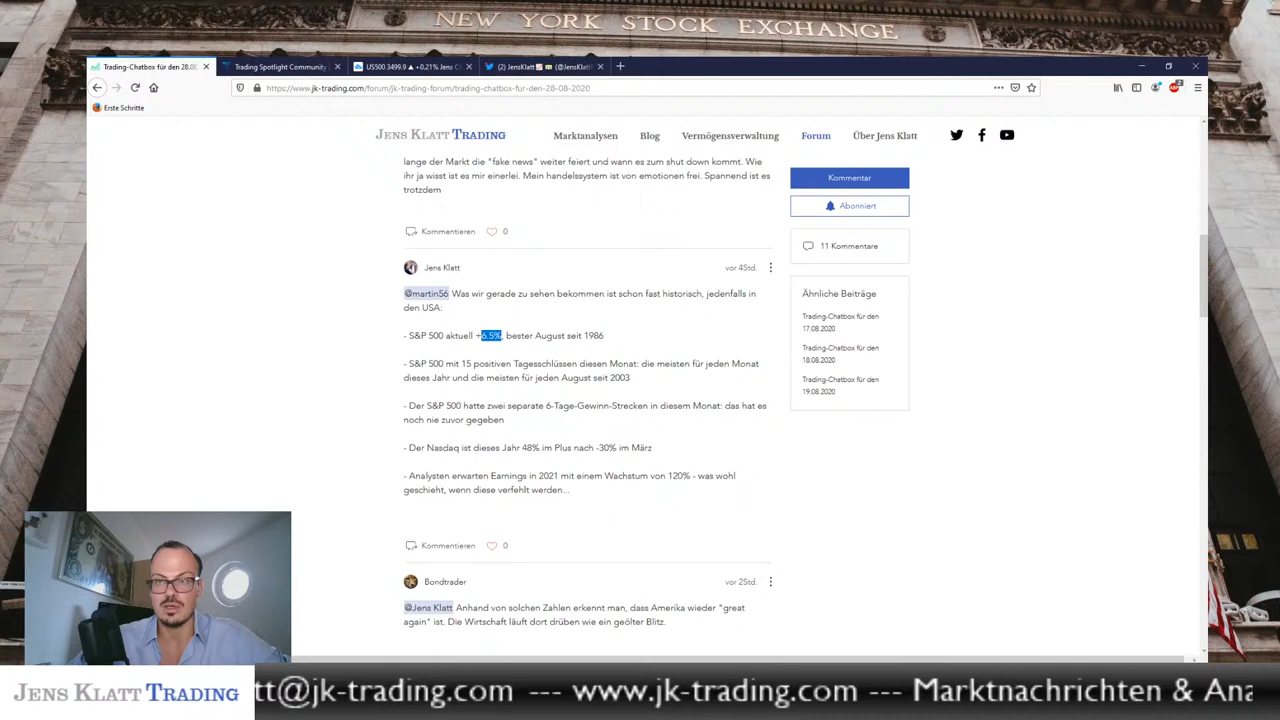 NEW YORK STOCK EXCHANGE
Trading-Chatbox für den 28.08
Trading Spotlight Community
US500 3499.9 ▲ +0.21% Jens
(2) JensKlatt
(@JensKlatt
https://www.jk-trading.com/forum/jk-trading-forum/trading-chatbox-fur-den-28-08-2020
Erste Schritte
JENS KLATT TRADING
Marktanalysen
Blog
Vermögensverwaltung
Forum
Über Jens Klatt
lange der Markt die "fake news" weiter feiert und wann es zum shut down kommt. Wie
ihr ja wisst ist es mir einerlei. Mein handelssystem ist von emotionen frei. Spannend ist es
trotzdem
Kommentar
Abonniert
Kommentieren 0
11 Kommentare
Jens Klatt vor 4Std.
@martin56 Was wir gerade zu sehen bekommen ist schon fast historisch, jedenfalls in
den USA:
- S&P 500 aktuell +6.5%, bester August seit 1986
- S&P 500 mit 15 positiven Tagesschlüssen diesen Monat: die meisten für jeden Monat
dieses Jahr und die meisten für jeden August seit 2003
- Der S&P 500 hatte zwei separate 6-Tage-Gewinn-Strecken in diesem Monat: das hat es
noch nie zuvor gegeben
- Der Nasdaq ist dieses Jahr 48% im Plus nach -30% im März
- Analysten erwarten Earnings in 2021 mit einem Wachstum von 120% - was wohl
geschieht, wenn diese verfehlt werden...
Ähnliche Beiträge
Trading-Chatbox für den
17.08.2020
Trading-Chatbox für den
18.08.2020
Trading-Chatbox für den
19.08.2020
Kommentieren 0
Bondtrader vor 2Std.
@Jens Klatt Anhand von solchen Zahlen erkennt man, dass Amerika wieder "great
again" ist. Die Wirtschaft läuft dort drüben wie ein geölter Blitz.
JENS KLATT TRADING
tt@jk-trading.com --- www.jk-trading.com --- Marktnachrichten & Ana